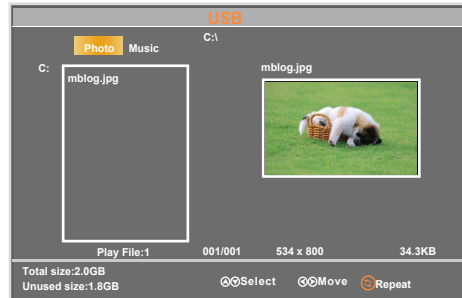 USB
Photo Music C:\
C: mblog.jpg
mblog.jpg
Play File:1 001/001 534 x 800 34.3KB
Total size:2.0GB
Unused size:1.8GB
Select Move Repeat